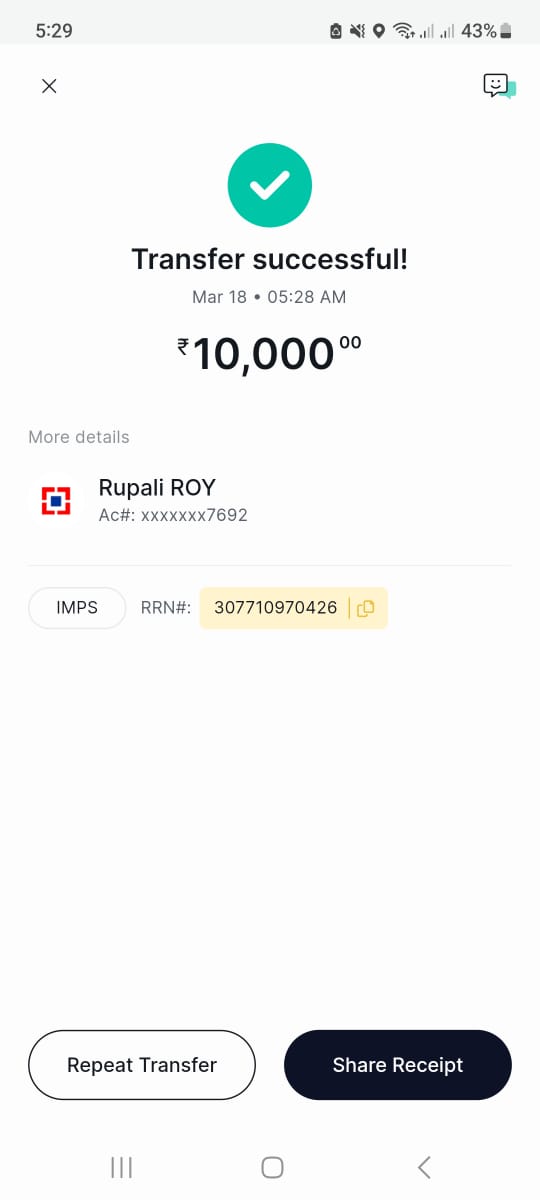 5:29 43%
Transfer successful!
Mar 18 • 05:28 AM
₹10,000 00
More details
Rupali ROY
Ac#: xxxxxxx7692
IMPS RRN#: 307710970426
Repeat Transfer Share Receipt